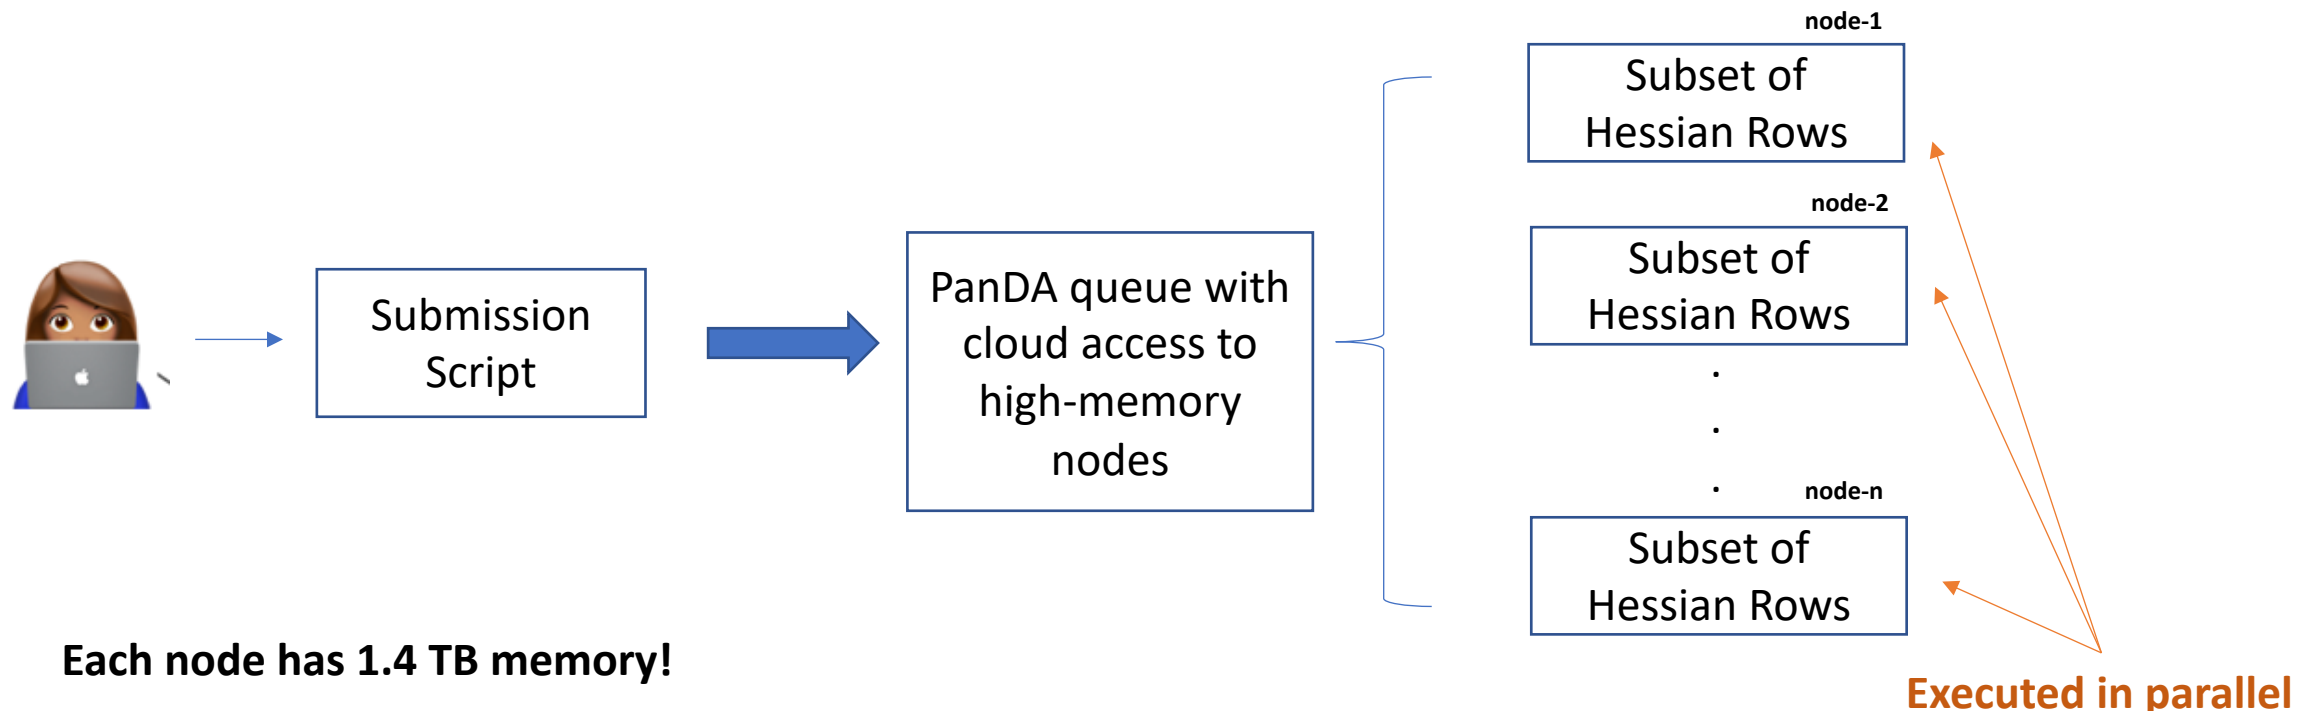 Submission
Script
PanDA queue with
cloud access to
high-memory
nodes
node-1
Subset of
Hessian Rows
node-2
Subset of
Hessian Rows
.
.
.
node-n
Subset of
Hessian Rows
Each node has 1.4 TB memory!
Executed in parallel